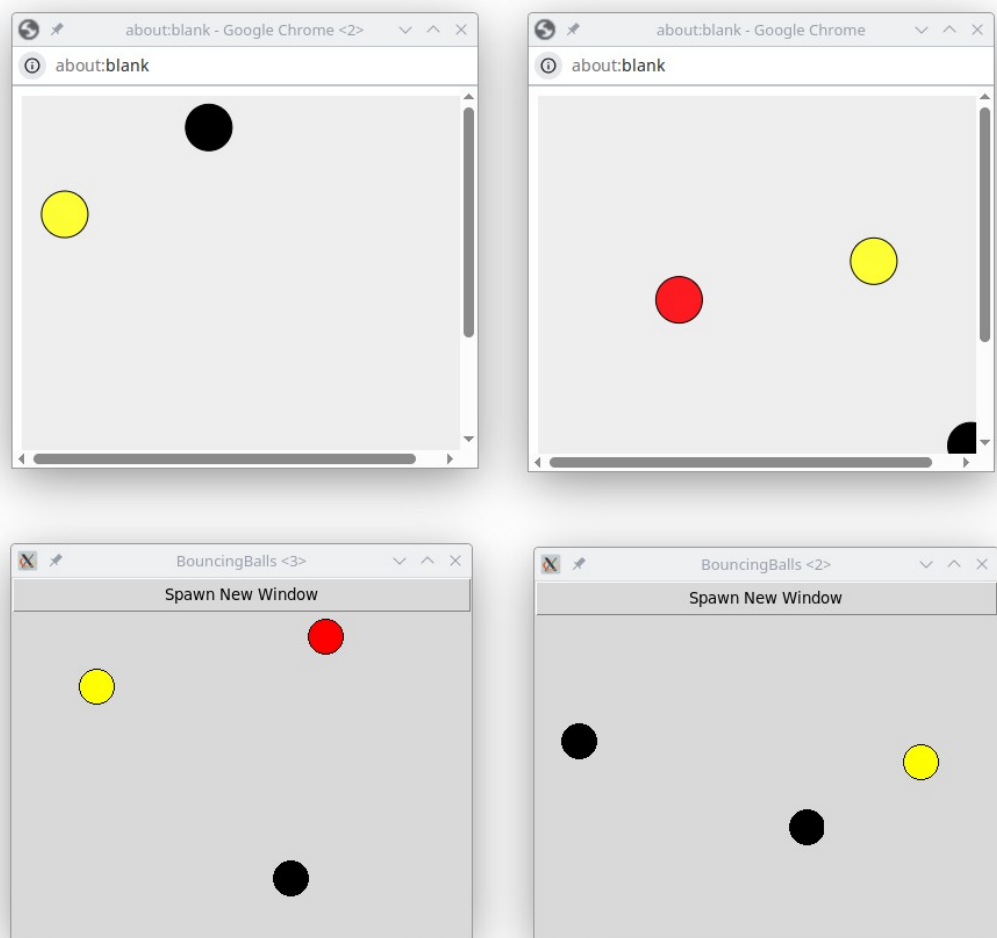 about:blank - Google Chrome <2>
about:blank
about:blank - Google Chrome
about:blank
BouncingBalls <3>
Spawn New Window
BouncingBalls <2>
Spawn New Window